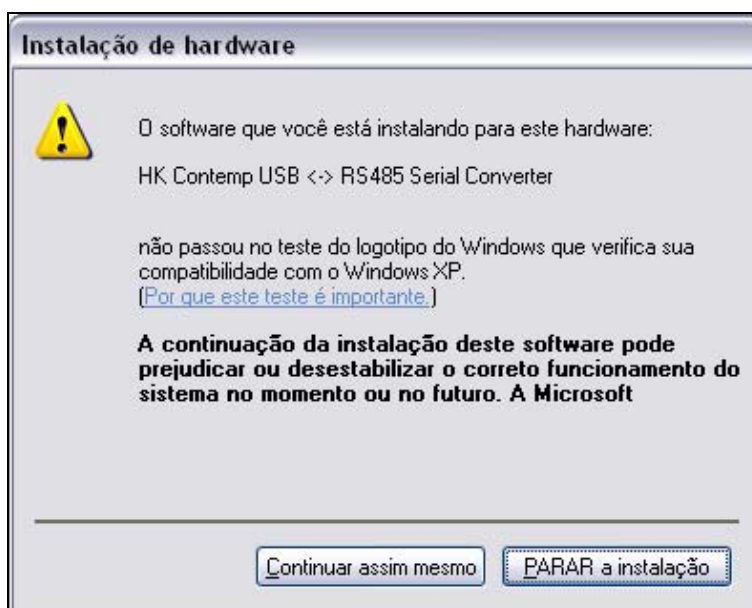 Instalação de hardware
O software que você está instalando para este hardware:
HK Contemp USB <-> RS485 Serial Converter
não passou no teste do logotipo do Windows que verifica sua
compatibilidade com o Windows XP.
(Por que este teste é importante.)
A continuação da instalação deste software pode
prejudicar ou desestabilizar o correto funcionamento do
sistema no momento ou no futuro. A Microsoft
Continuar assim mesmo
PARAR a instalação